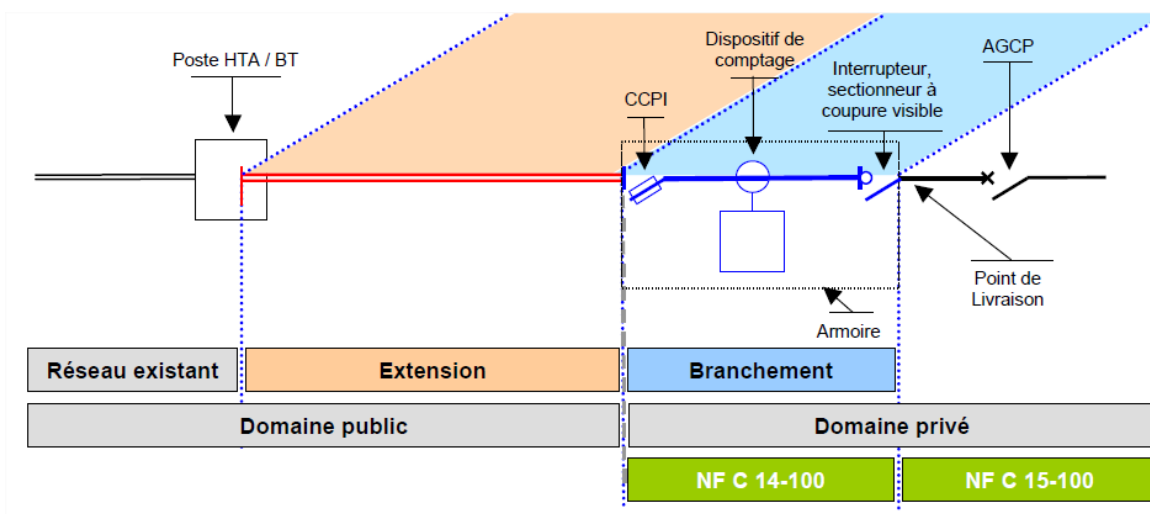 Poste HTA / BT
CCPI
Dispositif de
comptage
Interrupteur,
sectionneur à
coupure visible
AGCP
Point de
Livraison
Armoire
Réseau existant
Extension
Branchement
Domaine public
Domaine privé
NF C 14-100
NF C 15-100